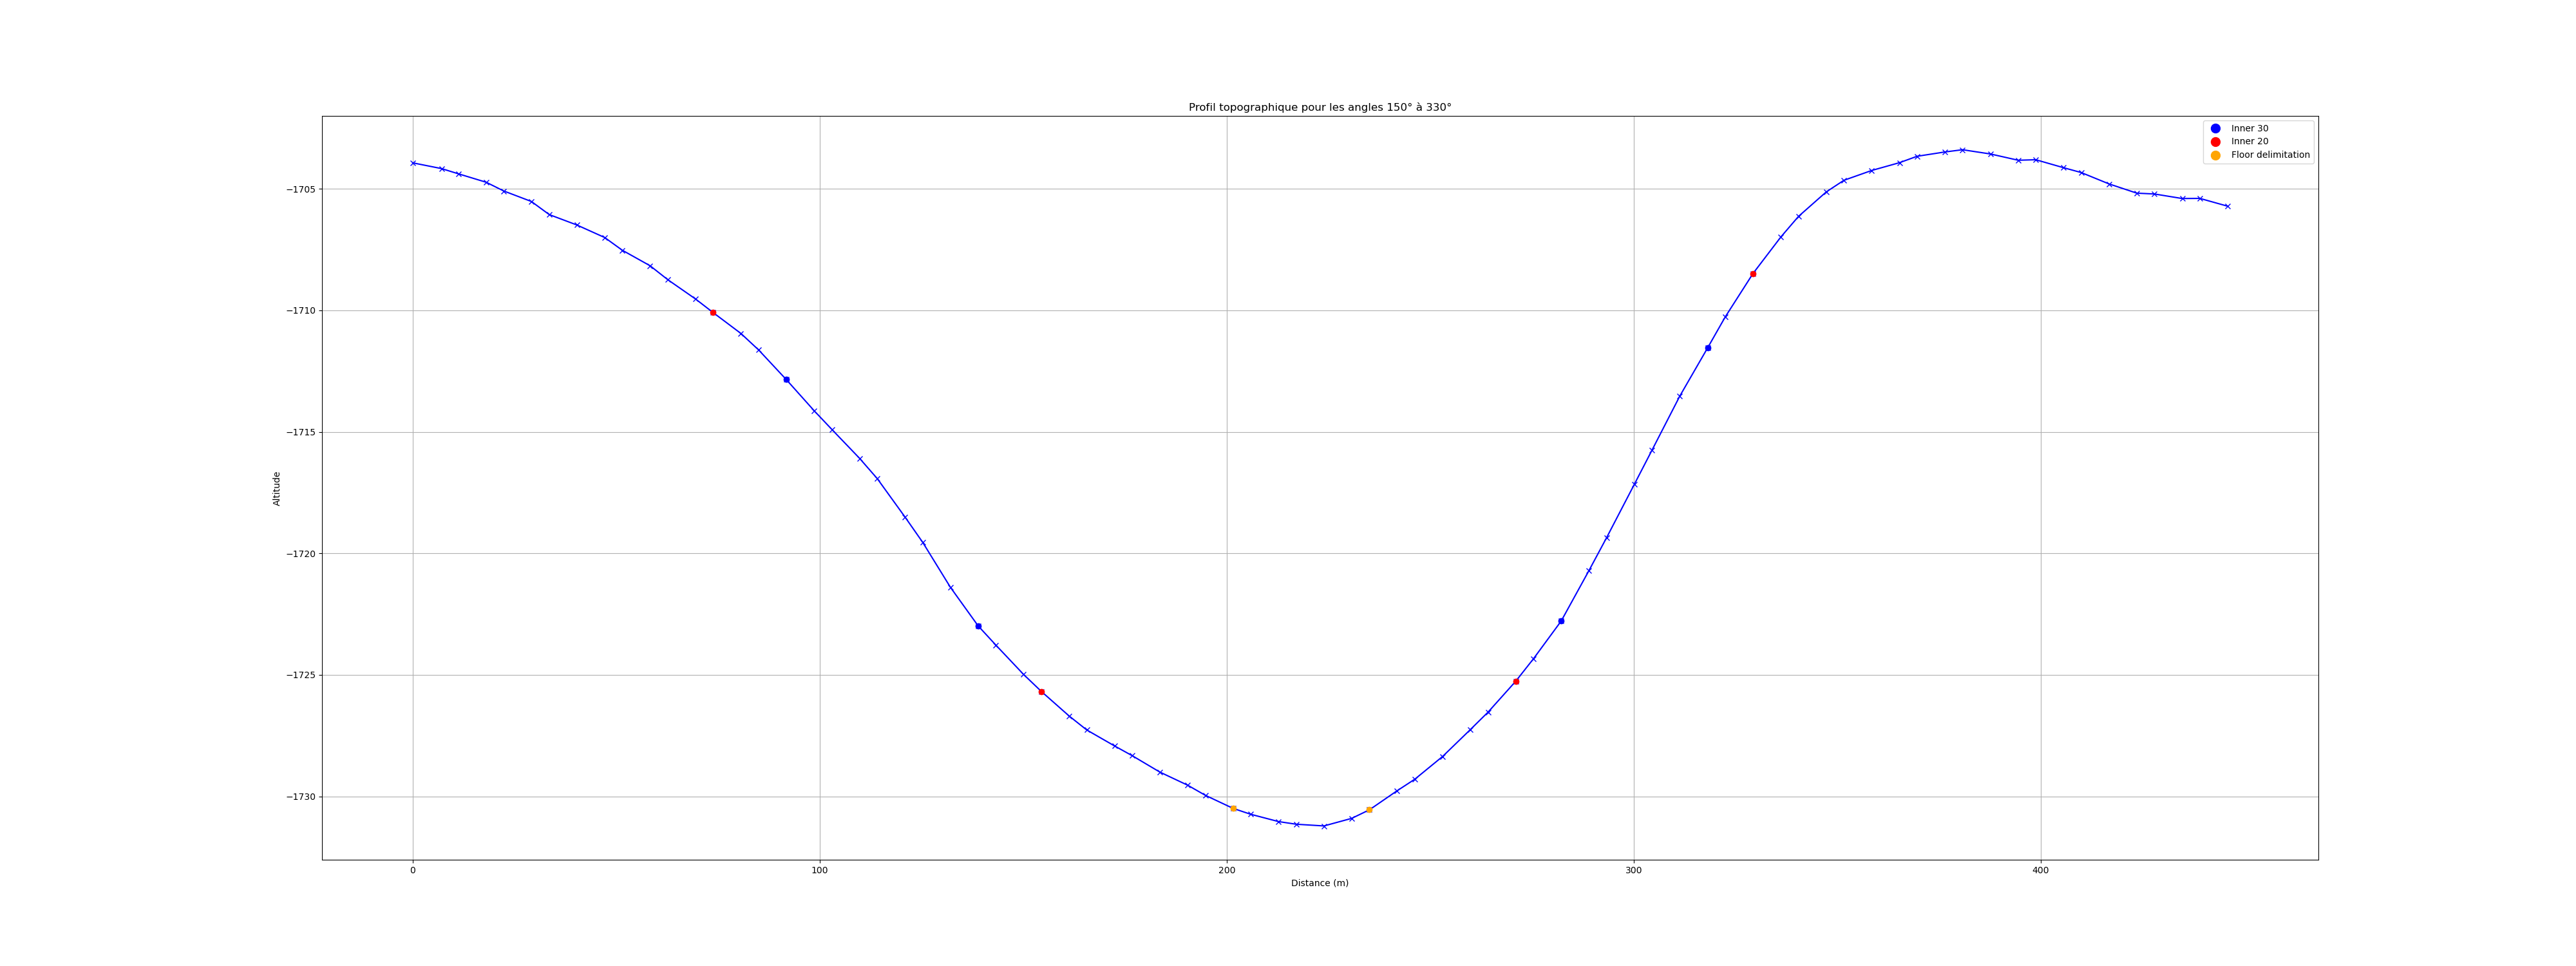 Profil topographique pour les angles 150° à 330°
Inner 30
Inner 20
Floor delimitation
−1705
−1710
−1715
−1720
−1725
−1730
Altitude
0 100 200 300 400
Distance (m)